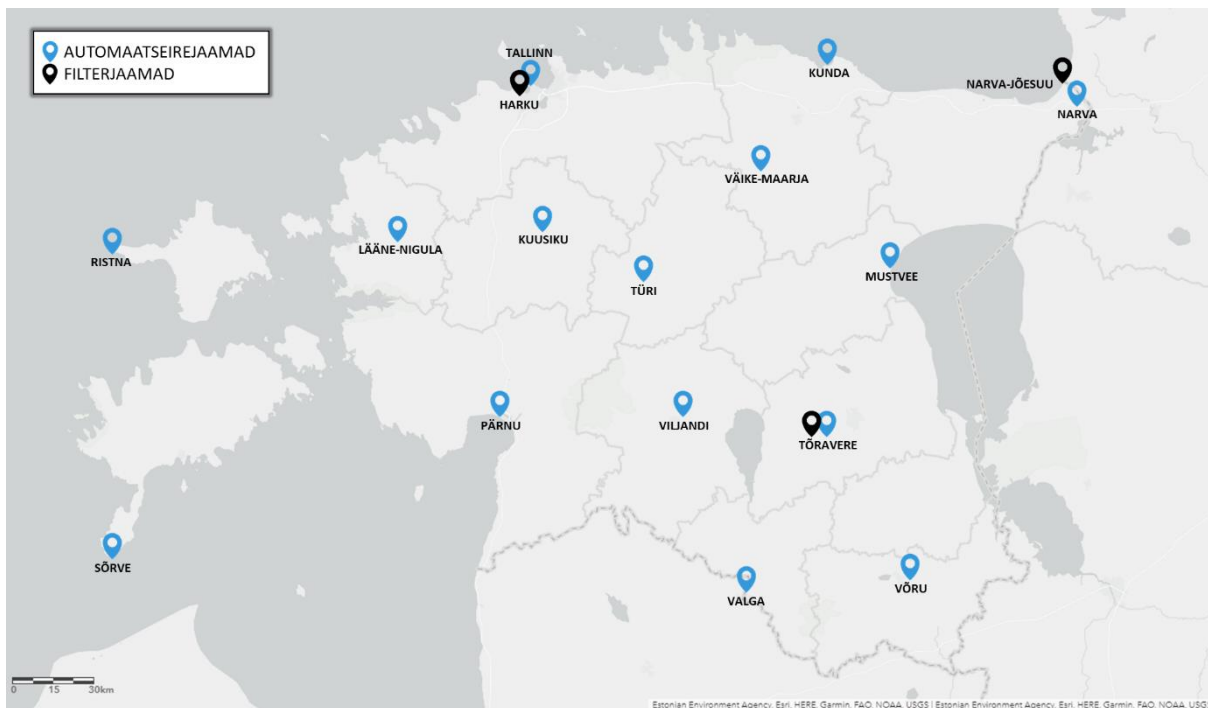 AUTOMAATSEIREJAAMAD
FILTERJAAMAD
TALLINN
HARKU
KUNDA
NARVA-JÕESUU
NARVA
VÄIKE-MAARJA
LÄÄNE-NIGULA
KUUSIKU
RISTNA
TÜRI
MUSTVEE
PÄRNU
VILJANDI
TÕRAVERE
SÕRVE
VALGA
VÕRU
0 15 30km
Estonian Environment Agency, Esri, HERE, Garmin, FAO, NOAA, USGS | Estonian Environment Agency, Esri, HERE, Garmin, FAO, NOAA, USGS